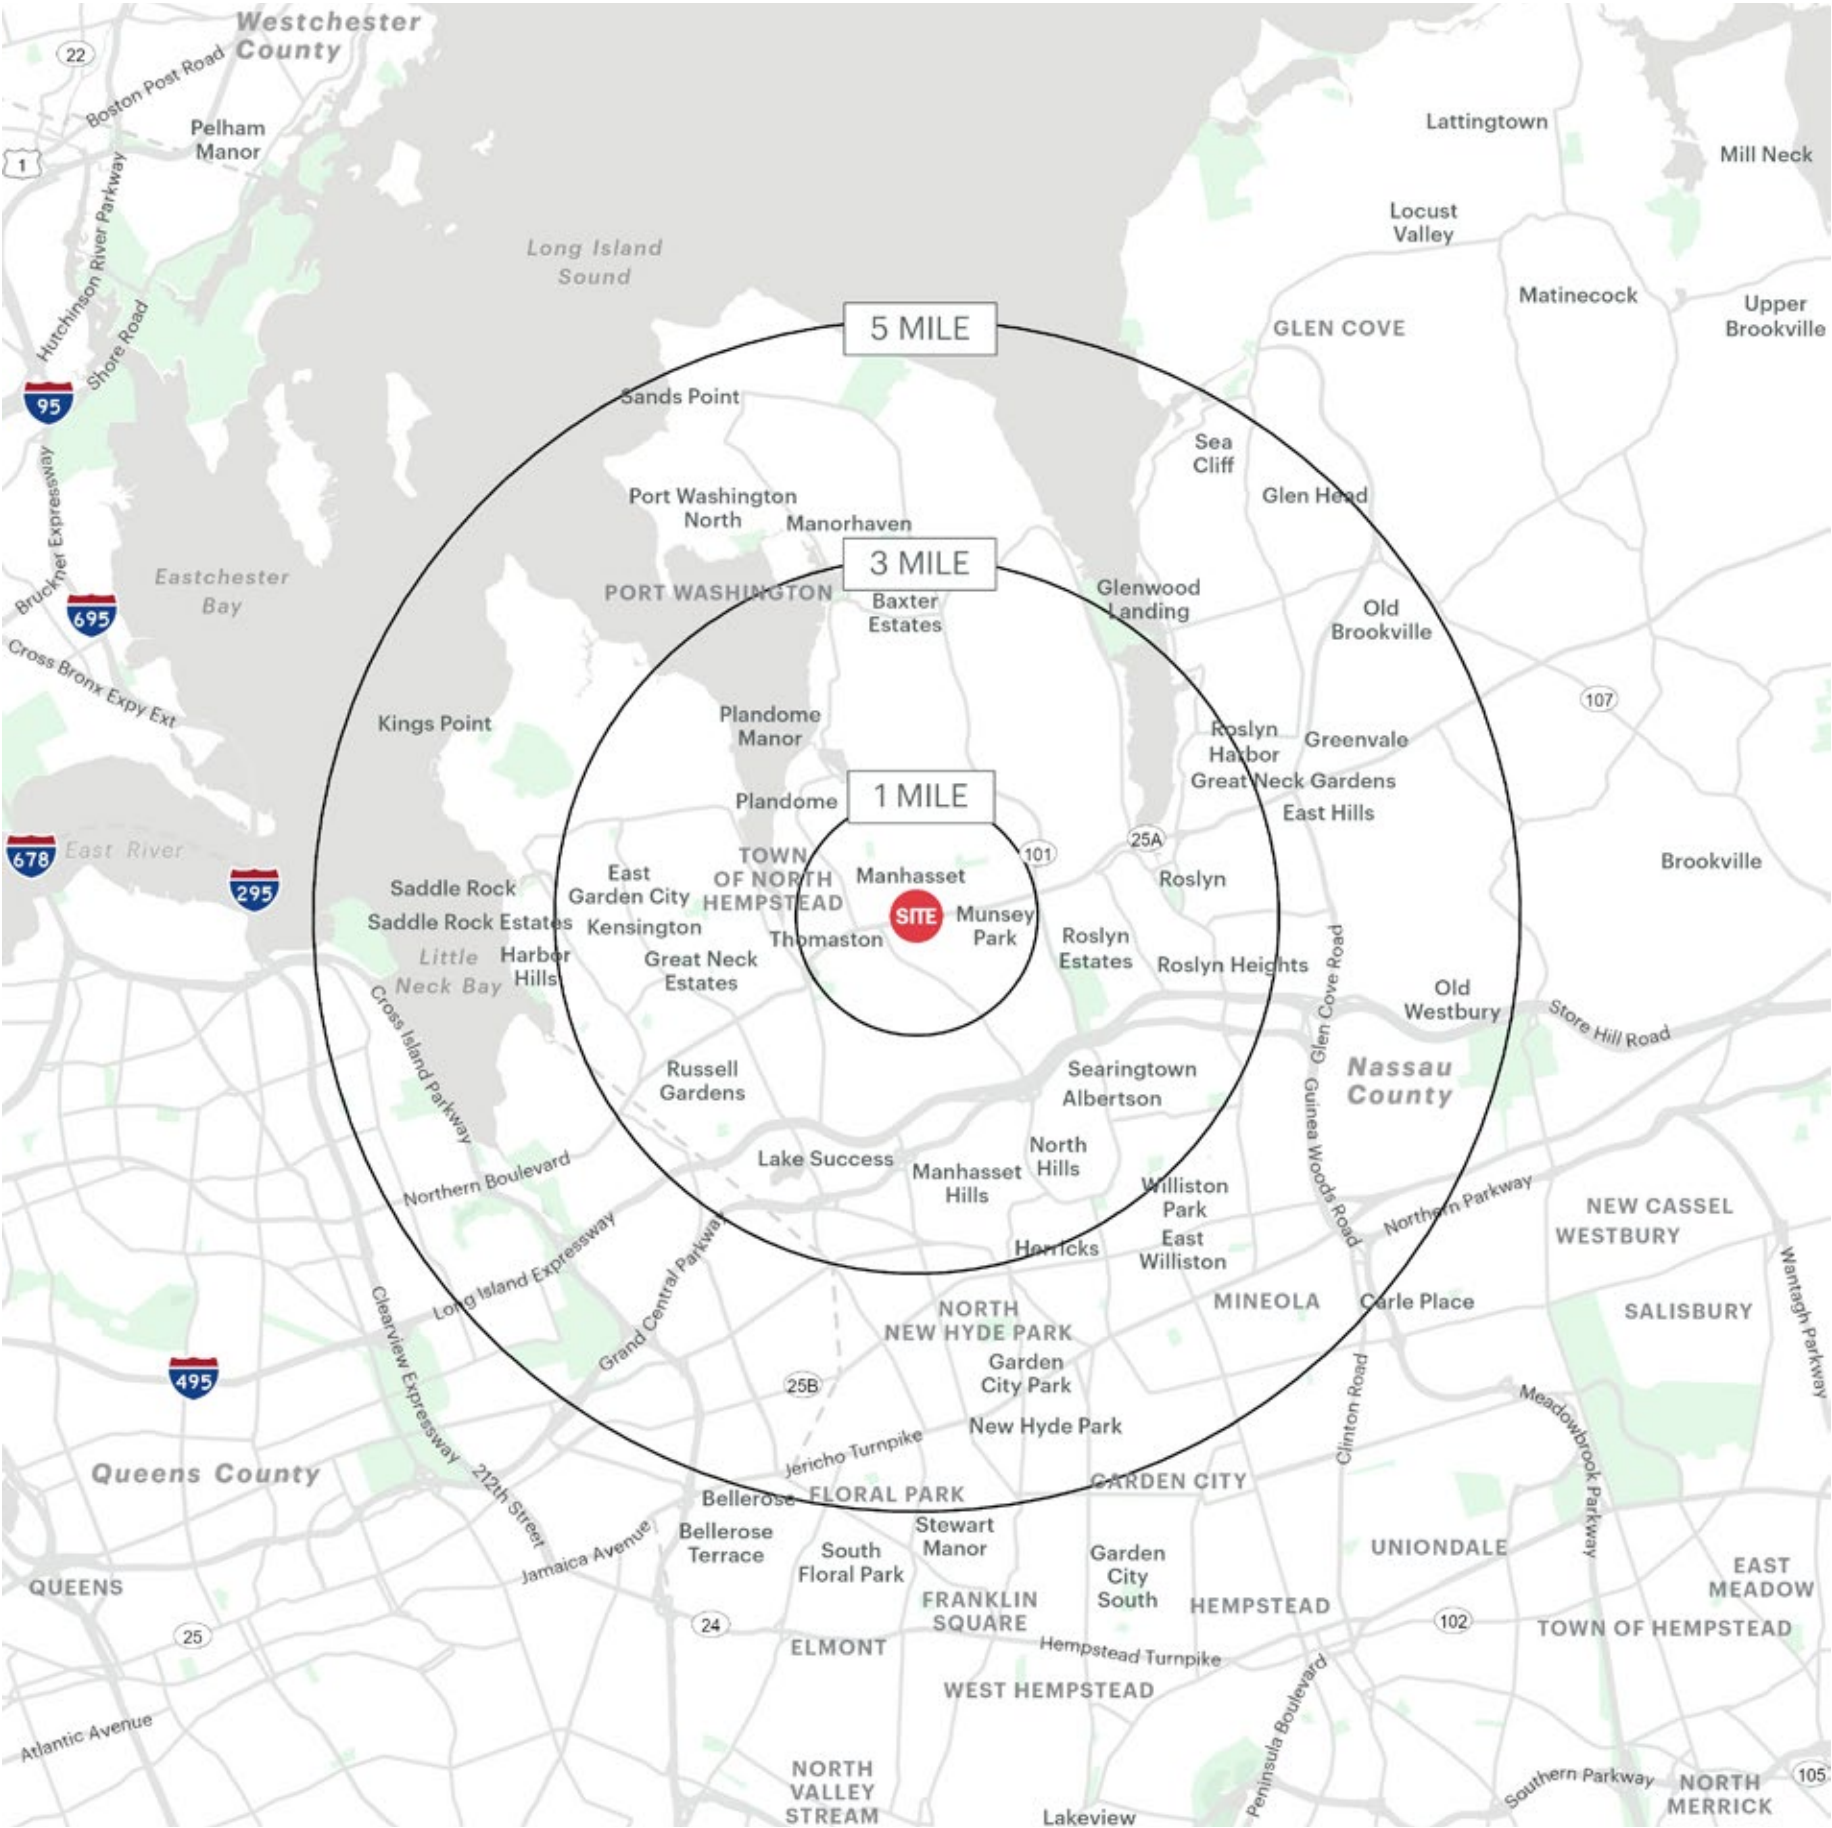 Westchester
County
22
Boston Post Road
Pelham
Manor
1
Hutchinson River Parkway
Shore Road
Lattingtown
Mill Neck
Locust
Valley
Long Island
Sound
Matinecock
Upper
Brookville
GLEN COVE
5 MILE
95
Sands Point
Sea
Cliff
Glen Head
Port Washington
North
Manorhaven
Bruckner Expressway
3 MILE
Eastchester
Bay
695
PORT WASHINGTON
Baxter
Estates
Glenwood
Landing
Old
Brookville
Cross Bronx Expy Ext
107
Kings Point
Plandome
Manor
Roslyn
Harbor
Greenvale
Great Neck Gardens
East Hills
1 MILE
Plandome
678
East River
295
25A
101
Brookville
TOWN
OF NORTH
HEMPSTEAD
Manhasset
Roslyn
East
Garden City
Saddle Rock
Saddle Rock Estates
Kensington
SITE
Munsey
Park
Thomaston
Roslyn
Estates
Little
Neck Bay
Harbor
Hills
Great Neck
Estates
Roslyn Heights
Glen Cove Road
Old
Westbury
Store Hill Road
Cross Island Parkway
Russell
Gardens
Searingtown
Albertson
Nassau
County
Guinea Woods Road
Northern Boulevard
Lake Success
Manhasset
Hills
North
Hills
Williston
Park
Northern Parkway
NEW CASSEL
WESTBURY
Herricks
East
Williston
Long Island Expressway
Grand Central Parkway
Clearview Expressway
Wantagh Parkway
NORTH
NEW HYDE PARK
MINEOLA
Carle Place
SALISBURY
495
25B
Garden
City Park
New Hyde Park
Clinton Road
Meadowbrook Parkway
Jericho Turnpike
Queens County
212th Street
Bellerose
FLORAL PARK
GARDEN CITY
Jamaica Avenue
Bellerose
Terrace
South
Floral Park
Stewart
Manor
Garden
City
South
UNIONDALE
EAST
MEADOW
QUEENS
FRANKLIN
SQUARE
HEMPSTEAD
25
24
102
TOWN OF HEMPSTEAD
ELMONT
Hempstead Turnpike
WEST HEMPSTEAD
Peninsula Boulevard
Atlantic Avenue
NORTH
VALLEY
STREAM
Lakeview
Southern Parkway
NORTH
MERRICK
105